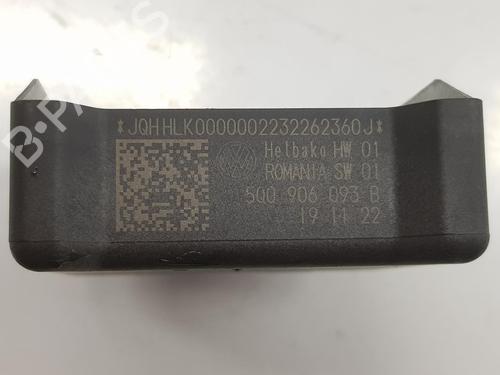 *JQHHLK0000002232262360J*
Helbako HW 01
ROMANIA SW 01
5Q0 906 093 B
19 11 22
B-PARTS